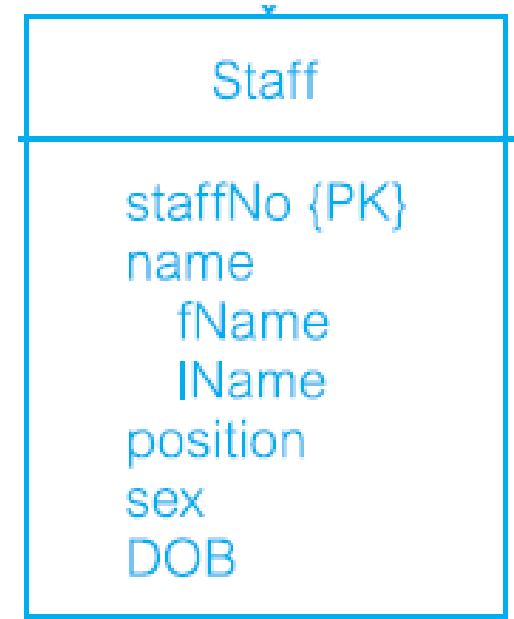 Staff
staffNo {PK}
name
fName
lName
position
sex
DOB